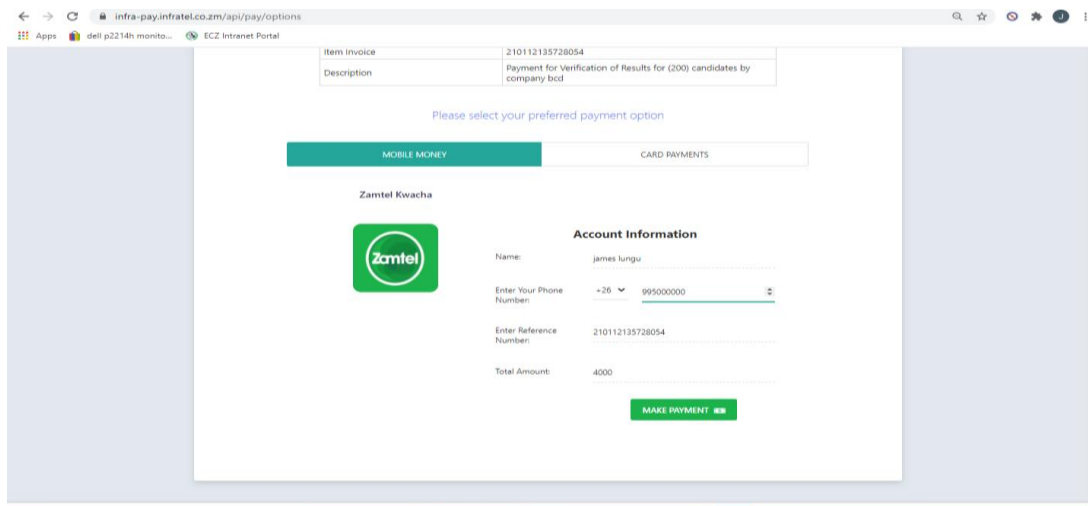 infra-pay.infratel.co.zm/api/pay/options
Apps dell p2214h monito... ECZ Intranet Portal
Item Invoice 210112135728054
Description Payment for Verification of Results for (200) candidates by
company bcd
Please select your preferred payment option
MOBILE MONEY CARD PAYMENTS
Zamtel Kwacha
Zamtel
Account Information
Name: james lungu
Enter Your Phone
Number: +26 995000000
Enter Reference
Number: 210112135728054
Total Amount: 4000
MAKE PAYMENT
J